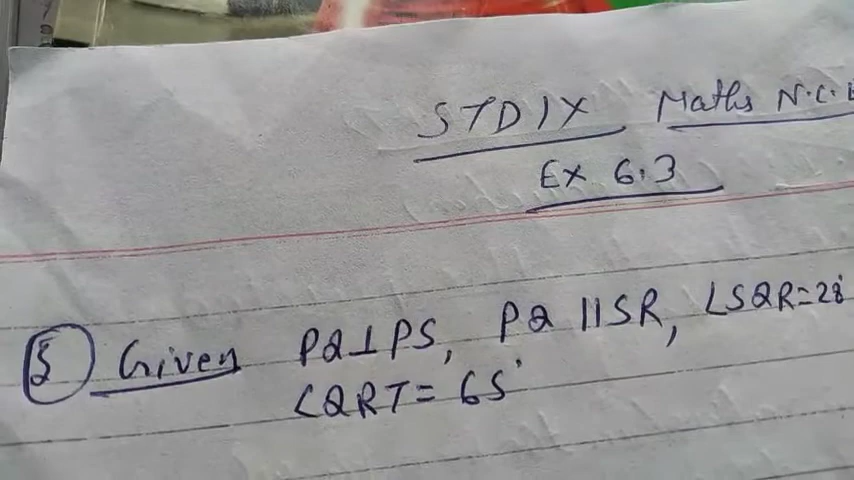 STD IX Maths N.C.E
Ex 6.3
5 Given PQ⊥PS, PQ || SR, ∠SQR=28°
∠QRT = 65°